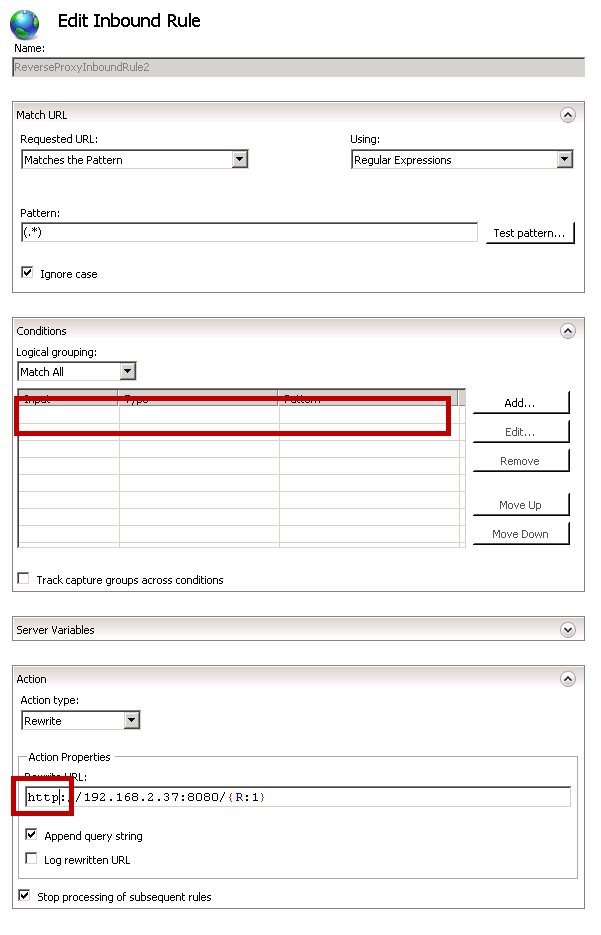 Edit Inbound Rule
Name:
ReverseProxyInboundRule2
Match URL
Requested URL: Using:
Matches the Pattern Regular Expressions
Pattern:
(.*) Test pattern...
Ignore case
Conditions
Logical grouping:
Match All
Input Type Pattern
Add...
Edit...
Remove
Move Up
Move Down
Track capture groups across conditions
Server Variables
Action
Action type:
Rewrite
Action Properties
Rewrite URL:
http://192.168.2.37:8080/{R:1}
Append query string
Log rewritten URL
Stop processing of subsequent rules